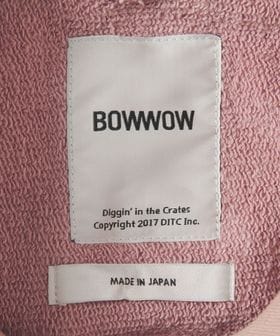 BOWWOW
Diggin' in the Crates
Copyright 2017 DITC Inc.
MADE IN JAPAN